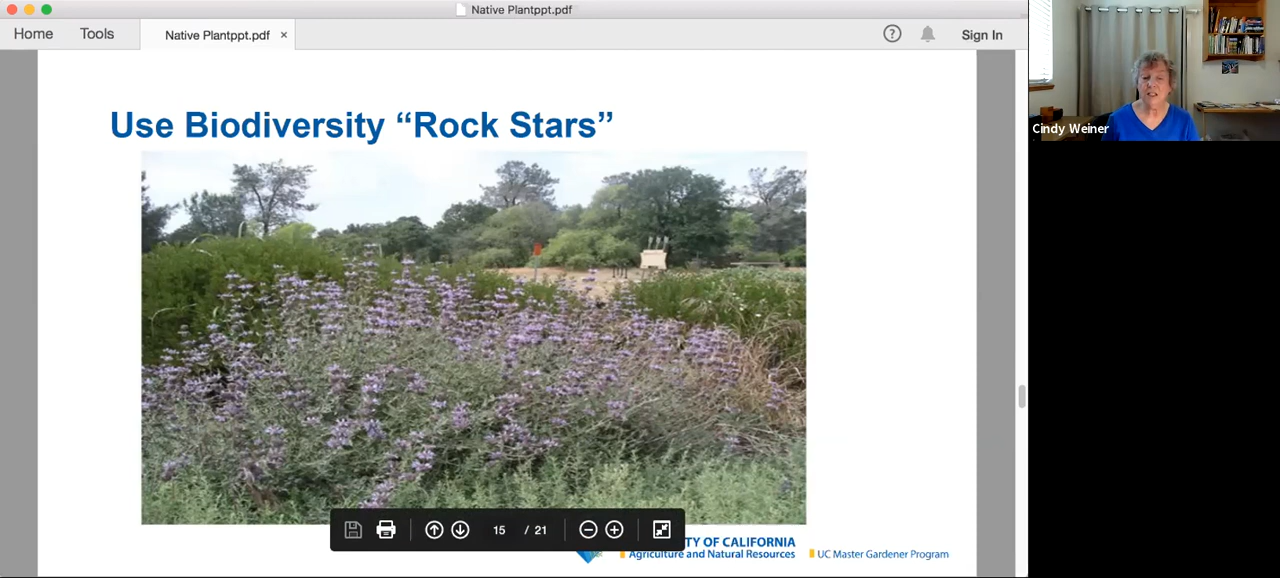 Native Plantppt.pdf
Home
Tools
Native Plantppt.pdf
×
?
Sign In
Use Biodiversity “Rock Stars”
Cindy Weiner
15 / 21
TY OF CALIFORNIA
Agriculture and Natural Resources
UC Master Gardener Program